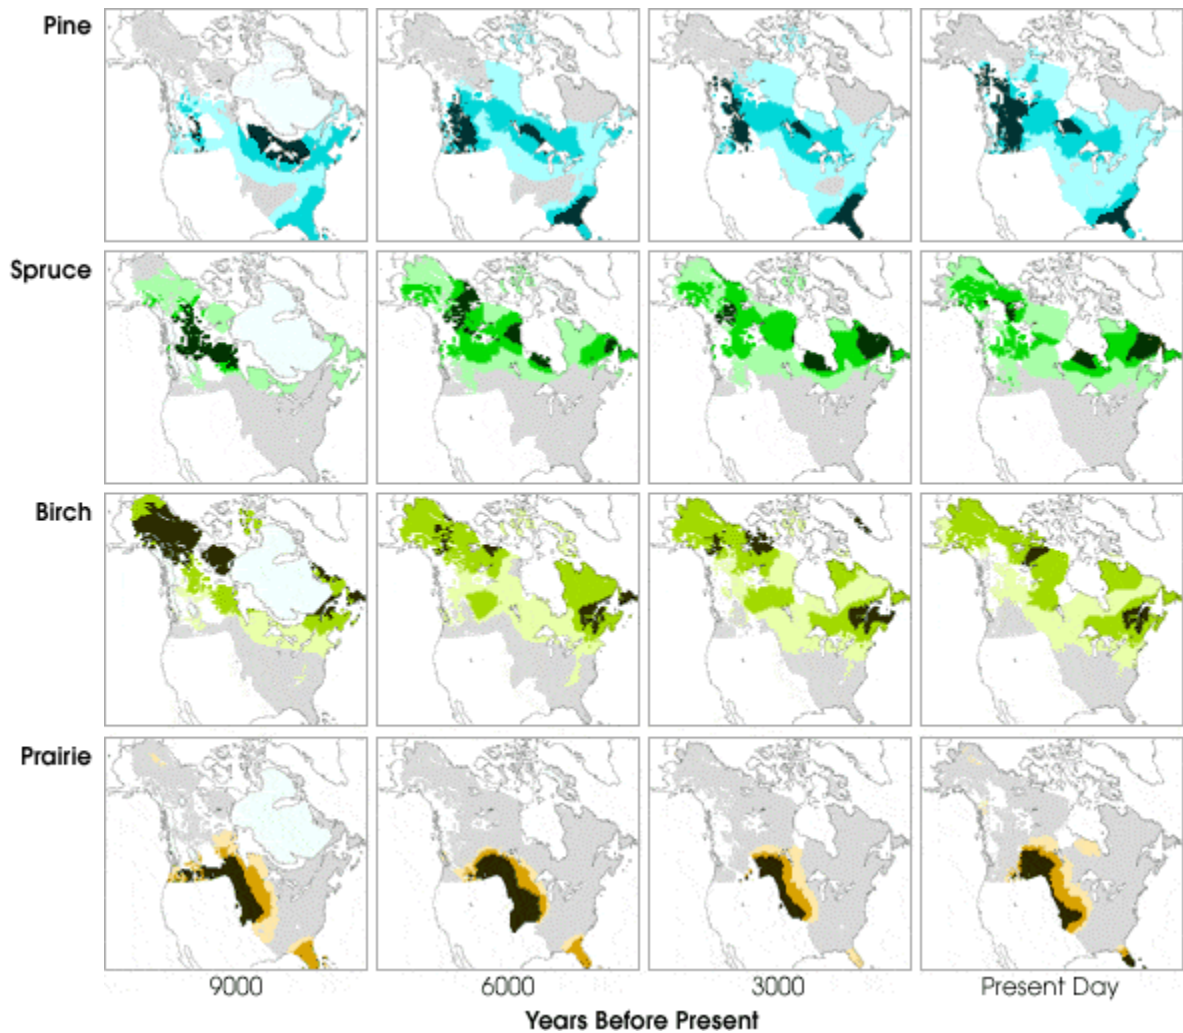 Pine
Spruce
Birch
Prairie
9000 6000 3000 Present Day
Years Before Present